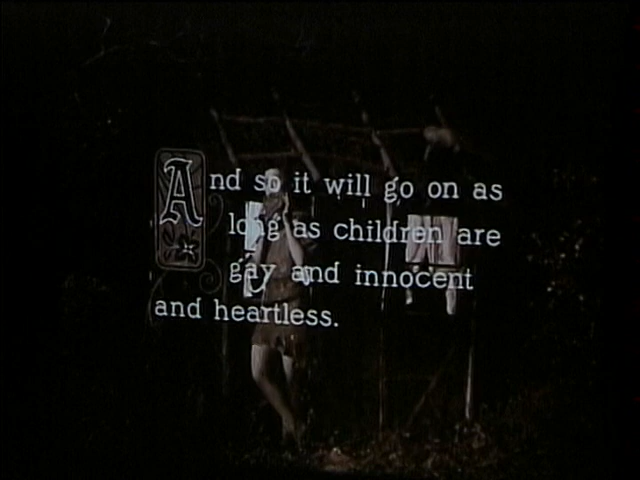 And so it will go on as
long as children are
gay and innocent
and heartless.